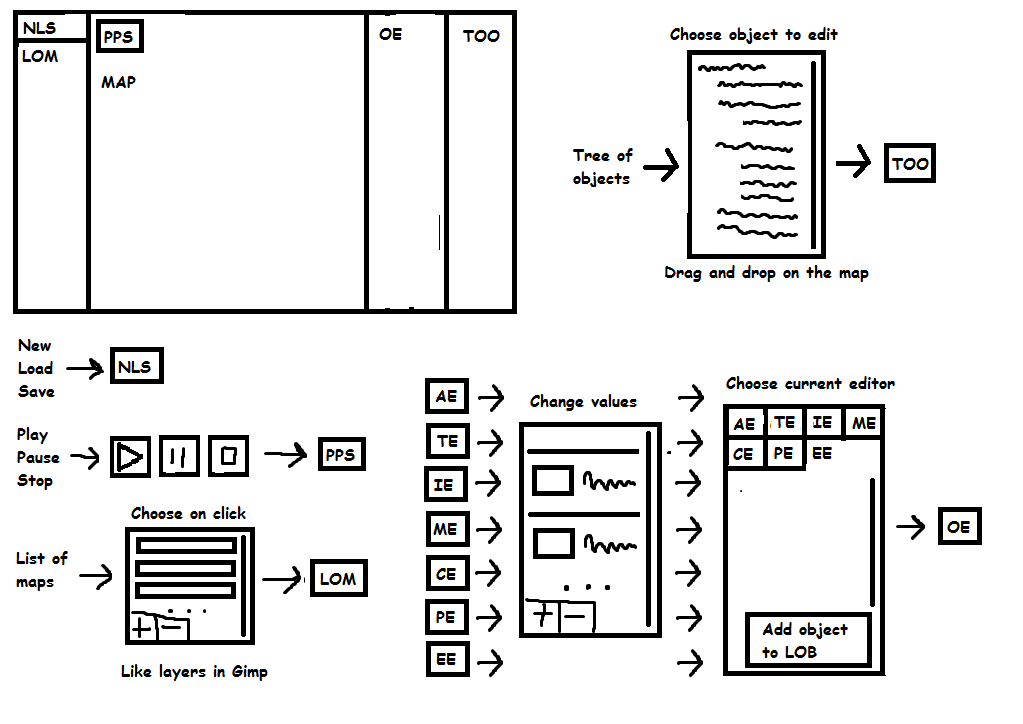 NLS
LOM
PPS
MAP
OE
TOO
Choose object to edit
Tree of
objects
TOO
Drag and drop on the map
New
Load
Save
NLS
Play
Pause
Stop
PPS
Choose on click
List of
maps
LOM
+ -
Like layers in Gimp
AE
TE
IE
ME
CE
PE
EE
Change values
+ -
Choose current editor
AE TE IE ME
CE PE EE
Add object
to LOB
OE